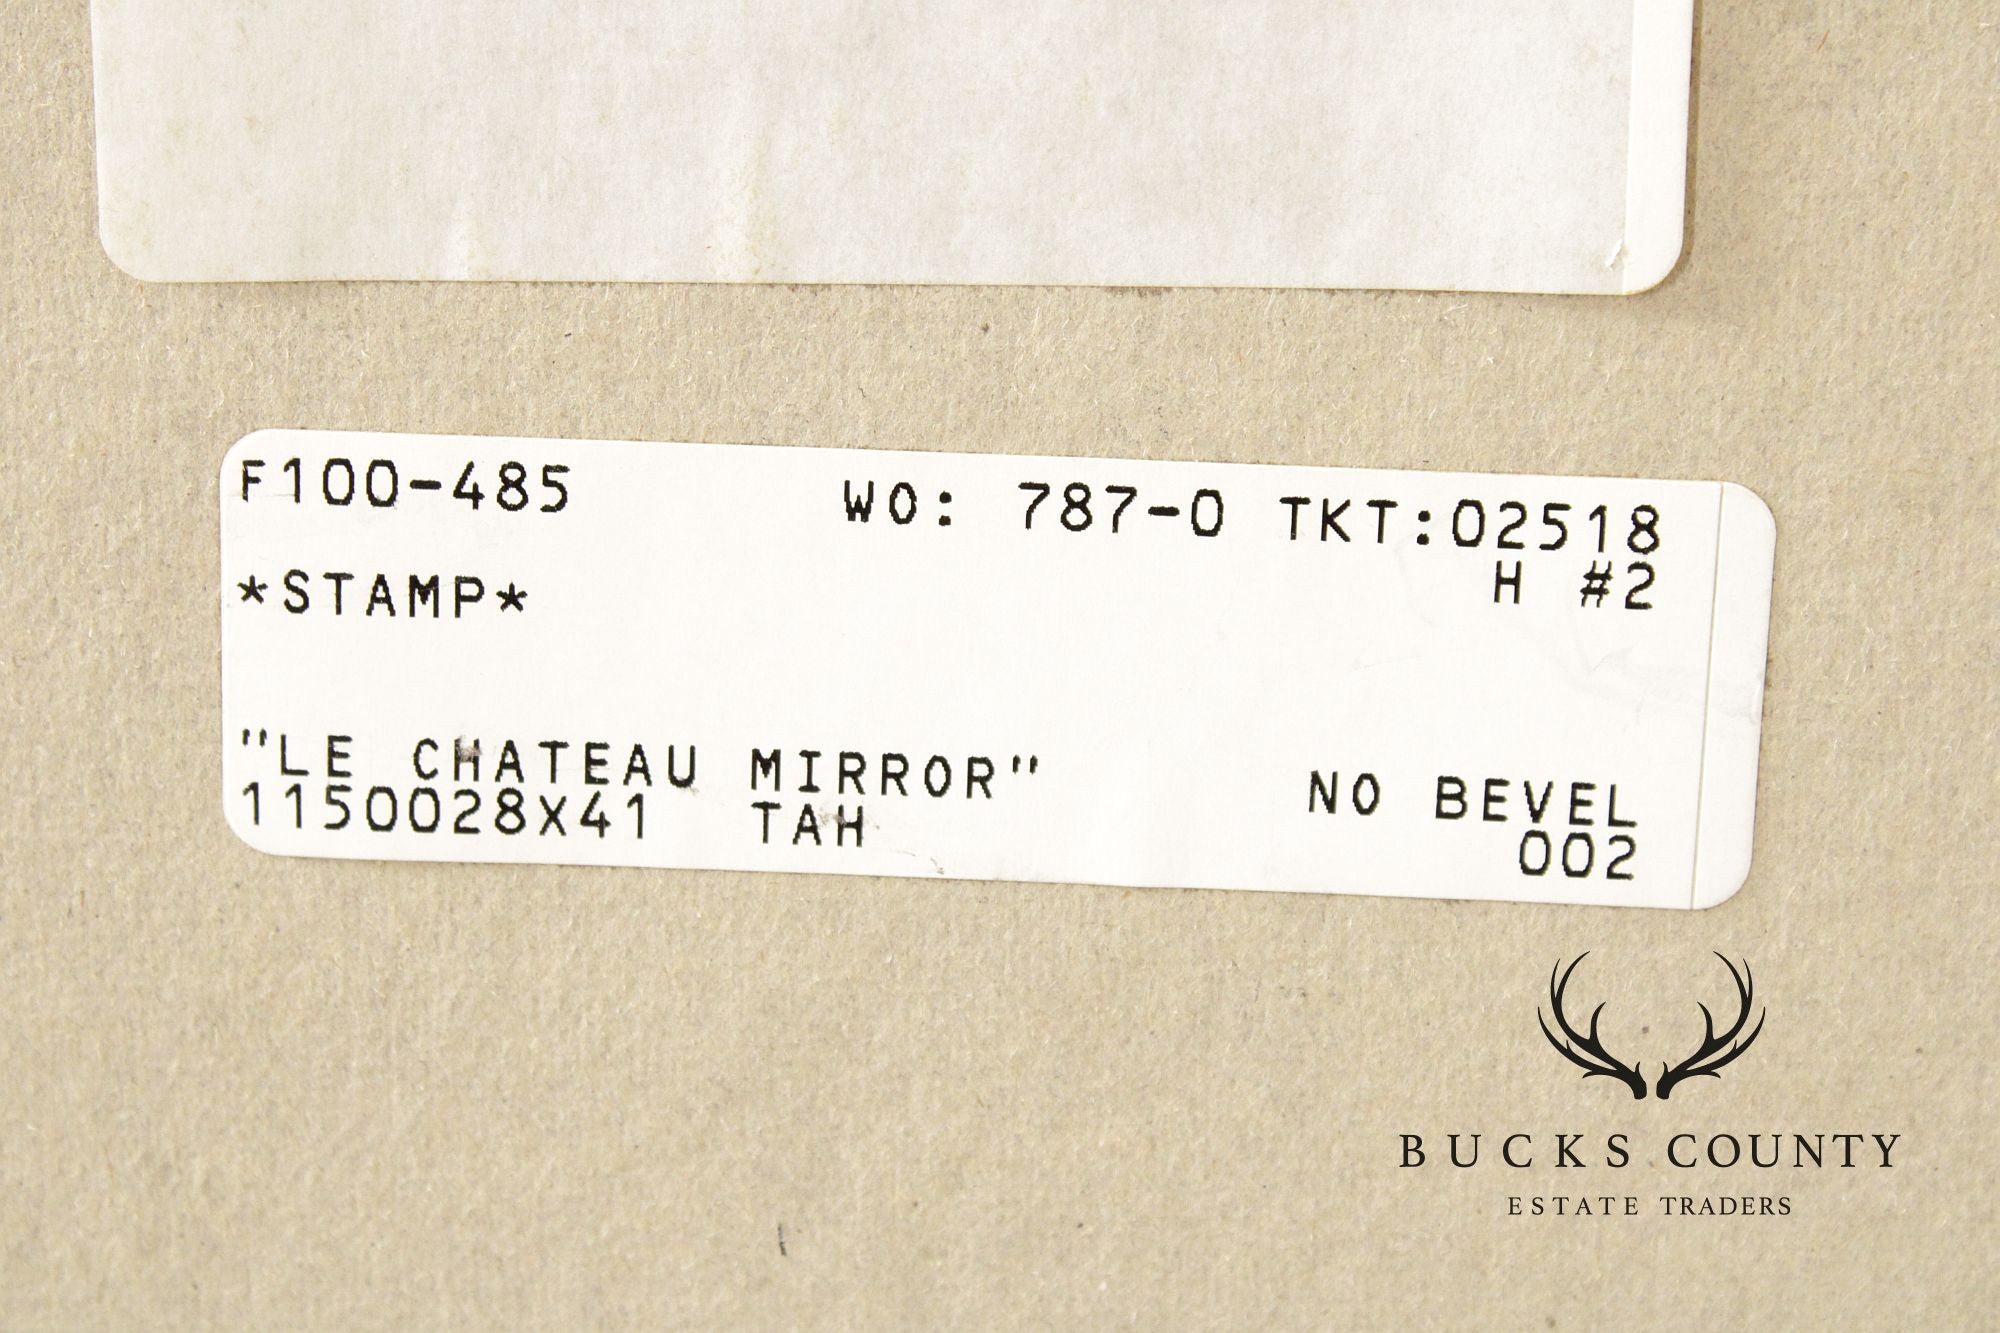 F100-485 WO: 787-0 TKT:02518
*STAMP* H #2
"LE CHATEAU MIRROR" NO BEVEL
1150028X41 TAH 002
BUCKS COUNTY
ESTATE TRADERS